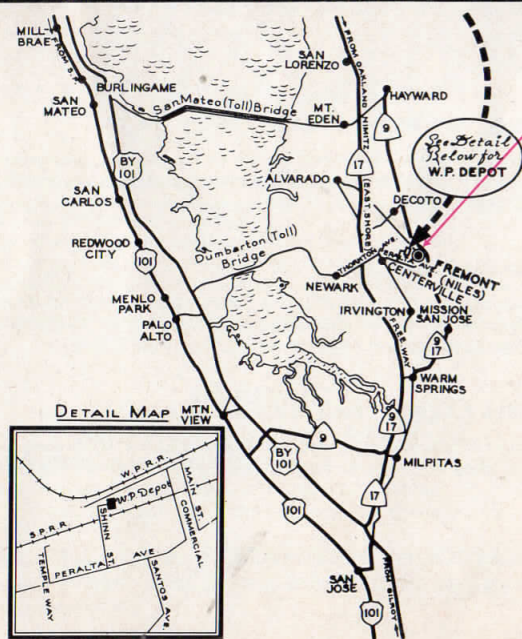 MILL-
BRAE
FROM S.F.
BURLINGAME
SAN
MATEO
San Mateo (Toll) Bridge
SAN
LORENZO
FROM OAKLAND
NIMITZ
(EAST SHORE)
FREEWAY
MT.
EDEN
HAYWARD
9
17
See Detail
Below for
W.P. DEPOT
BY
101
ALVARADO
DECOTO
SAN
CARLOS
REDWOOD
CITY
101
Dumbarton (Toll)
Bridge
THORNTON AVE.
AVE.
FREMONT
(NILES)
CENTERVILLE
NEWARK
MENLO
PARK
PALO
ALTO
IRVINGTON
MISSION
SAN JOSE
9
17
WARM
SPRINGS
DETAIL MAP
MTN.
VIEW
9
17
9
BY
101
MILPITAS
101
17
SAN
JOSE
101
FROM GILROY
W.P.R.R.
W.P. Depot
S.P.R.R.
MAIN ST.
COMMERCIAL
SHINN ST.
TEMPLE WAY
PERALTA AVE
SANTOS AVE.